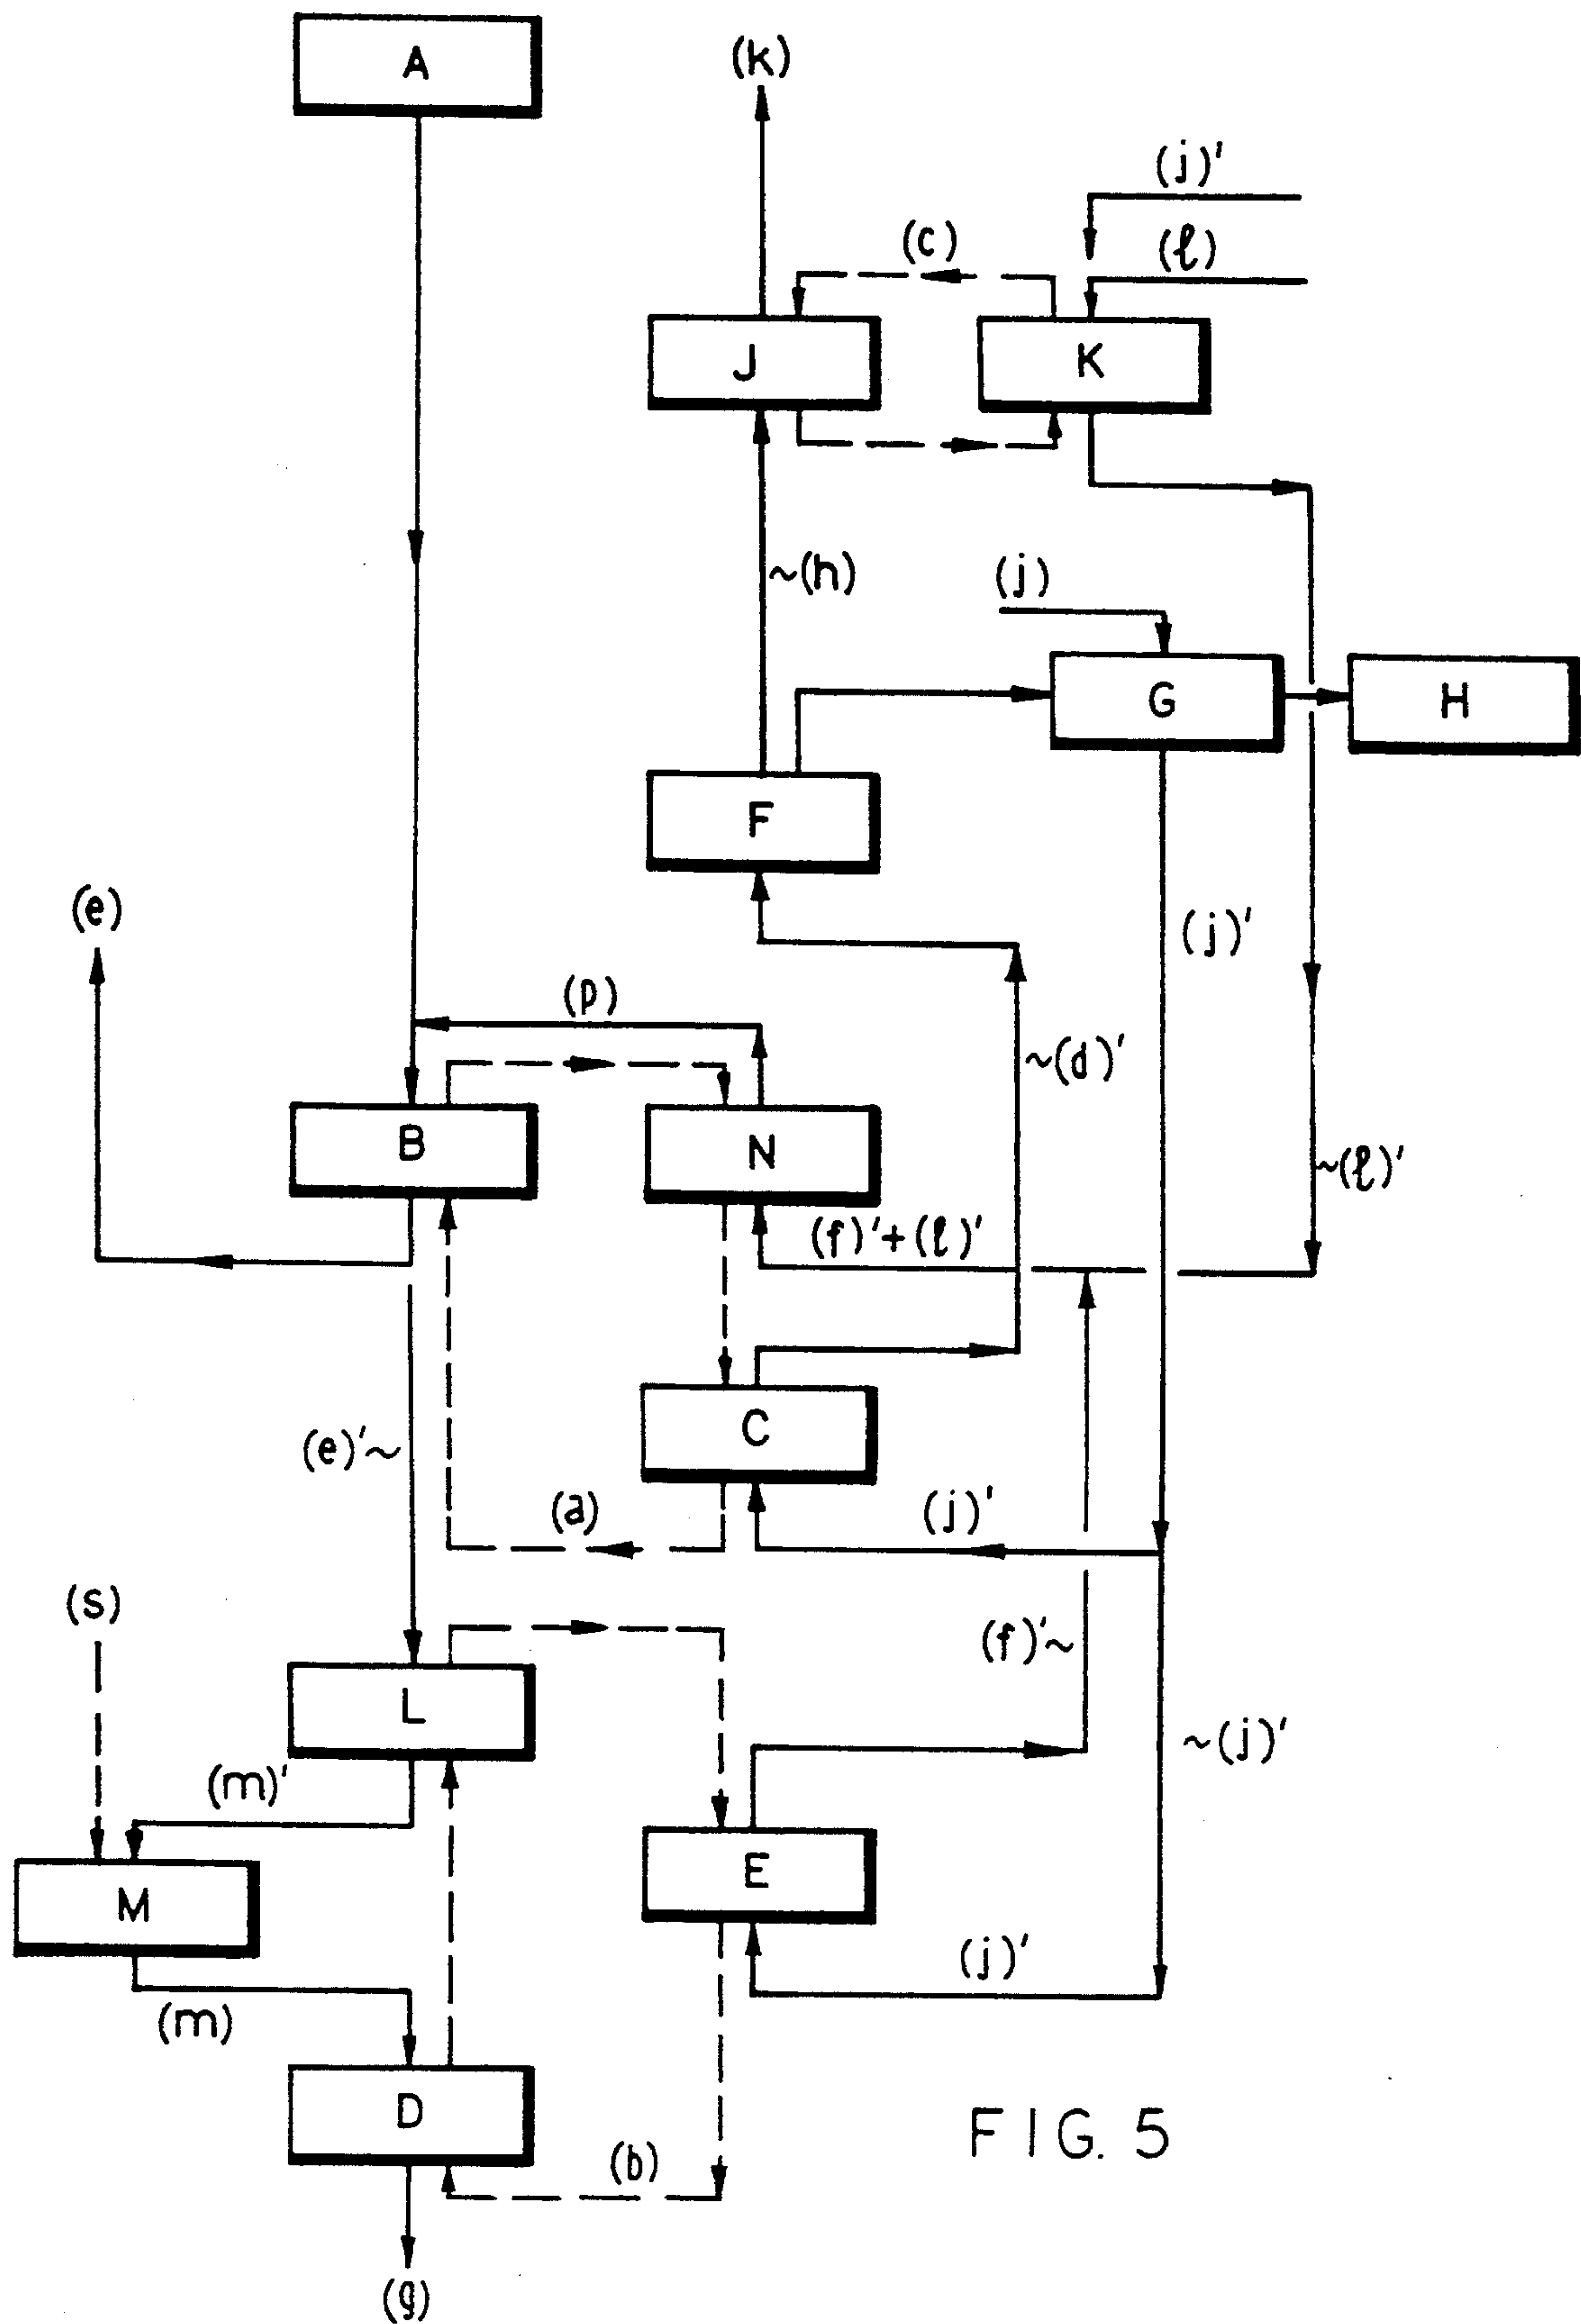 A
(k)
(j)'
(c)
(ℓ)
J
K
~(h)
(j)
G
H
F
(e)
(j)'
(p)
~(d)'
B
N
~(ℓ)'
(f)'+(ℓ)'
C
(e)'~
(a)
(j)'
(s)
(f)'~
L
~(j)'
(m)'
E
M
(j)'
(m)
D
(b)
FIG. 5
(g)